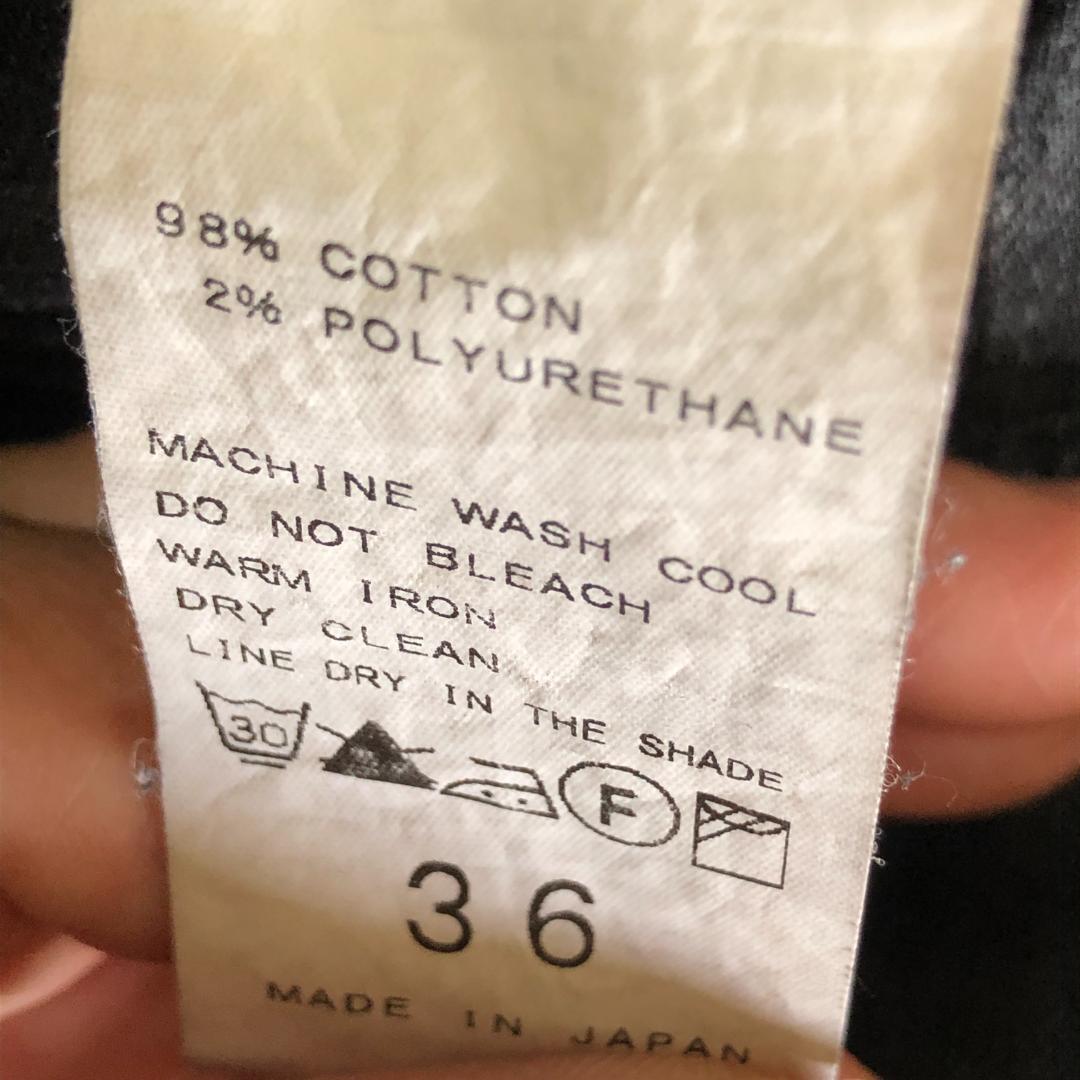 98% COTTON
2% POLYURETHANE
MACHINE WASH COOL
DO NOT BLEACH
WARM IRON
DRY CLEAN
LINE DRY IN THE SHADE
30
F
36
MADE IN JAPAN